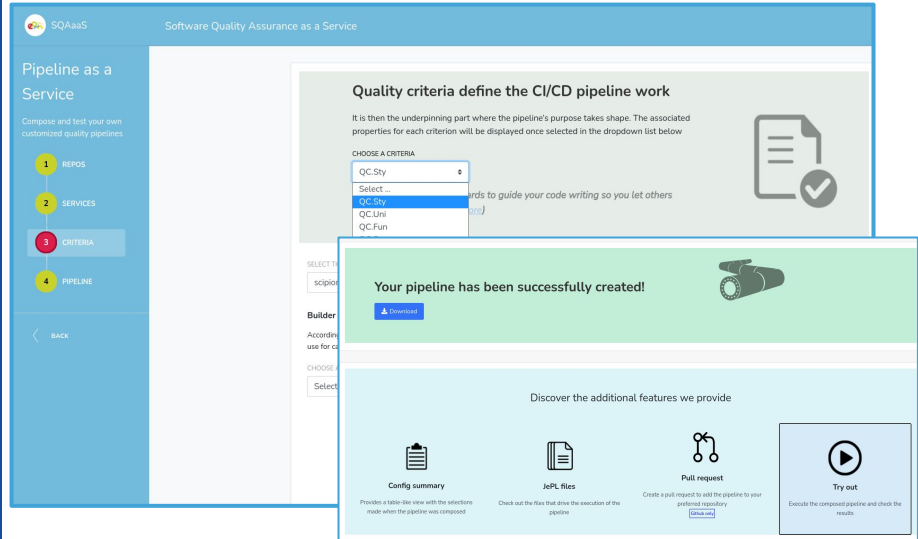 SQAaaS
Software Quality Assurance as a Service
Pipeline as a
Service
Compose and test your own
customized quality pipelines
1 REPOS
2 SERVICES
3 CRITERIA
4 PIPELINE
BACK
Quality criteria define the CI/CD pipeline work
It is then the underpinning part where the pipeline's purpose takes shape. The associated
properties for each criterion will be displayed once selected in the dropdown list below
CHOOSE A CRITERIA
QC.Sty
Select ...
QC.Sty
QC.Uni
QC.Fun
to guide your code writing so you let others
SELECT
Builder
use for
CHOOSE
Select
Your pipeline has been successfully created!
Download
Discover the additional features we provide
Config summary
Provides a table-like view with the selections
made when the pipeline was composed
JePL files
Check out the files that drive the execution of the
pipeline
Pull request
Create a pull request to add the pipeline to your
preferred repository
Github only
Try out
Execute the composed pipeline and check the
results